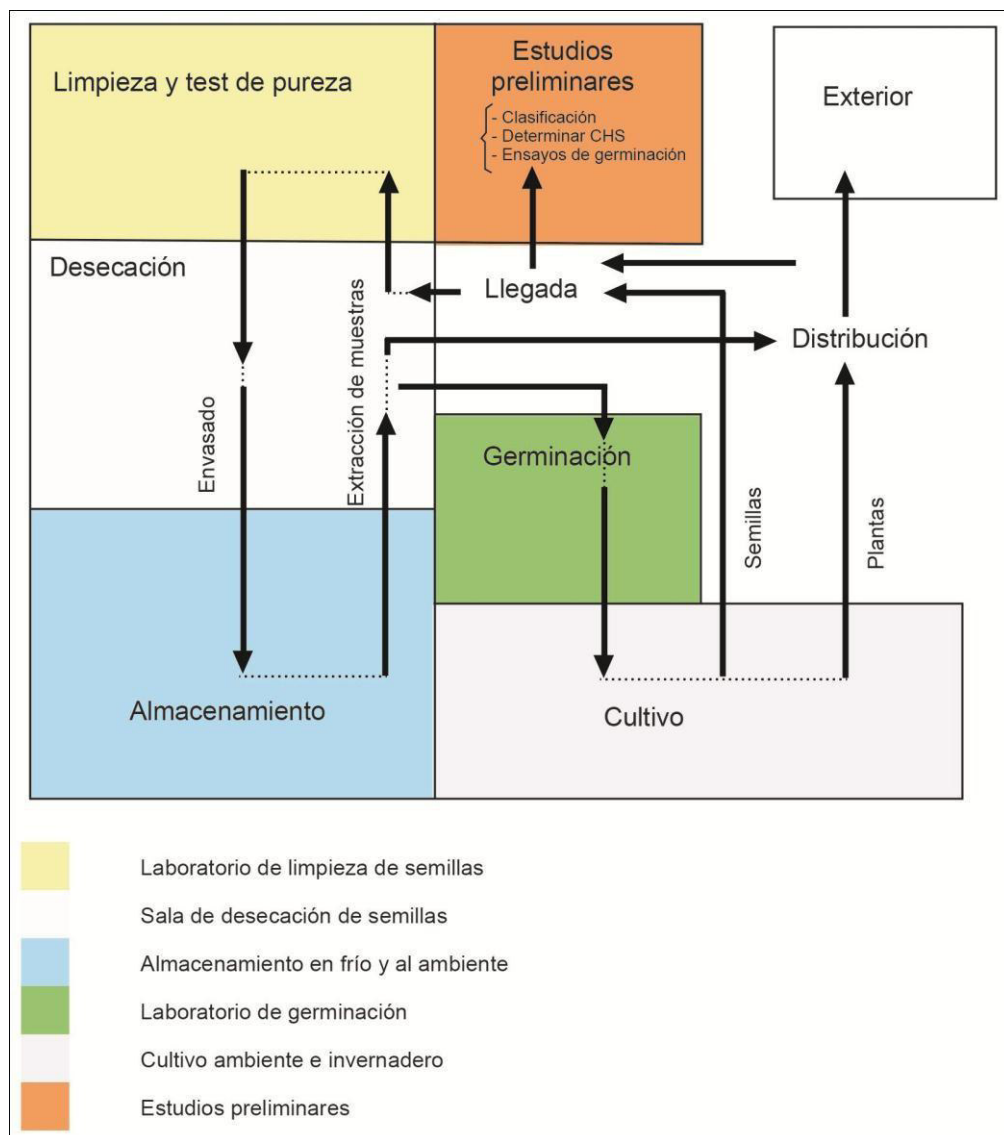 Limpieza y test de pureza
Estudios
preliminares
- Clasificación
- Determinar CHS
- Ensayos de germinación
Exterior
Desecación
Llegada
Distribución
Envasado
Extracción de muestras
Germinación
Semillas
Plantas
Almacenamiento
Cultivo
Laboratorio de limpieza de semillas
Sala de desecación de semillas
Almacenamiento en frío y al ambiente
Laboratorio de germinación
Cultivo ambiente e invernadero
Estudios preliminares